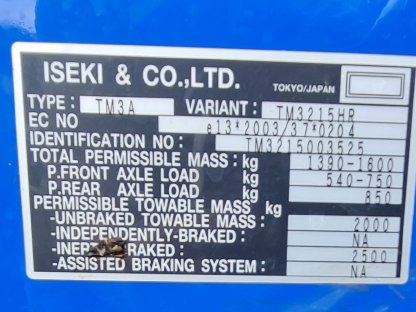 ISEKI & CO.,LTD.
TOKYO/JAPAN
TYPE : TM3A VARIANT: TM3215HR
EC NO e13*2003/37*0204
IDENTIFICATION NO: TM3215003525
TOTAL PERMISSIBLE MASS: kg 1390-1600
P.FRONT AXLE LOAD : kg 540-750
P.REAR AXLE LOAD : kg 850
PERMISSIBLE TOWABLE MASS kg
-UNBRAKED TOWABLE MASS: 2000
-INDEPENDENTLY-BRAKED: NA
RAKED: 2500
-ASSISTED BRAKING SYSTEM: NA